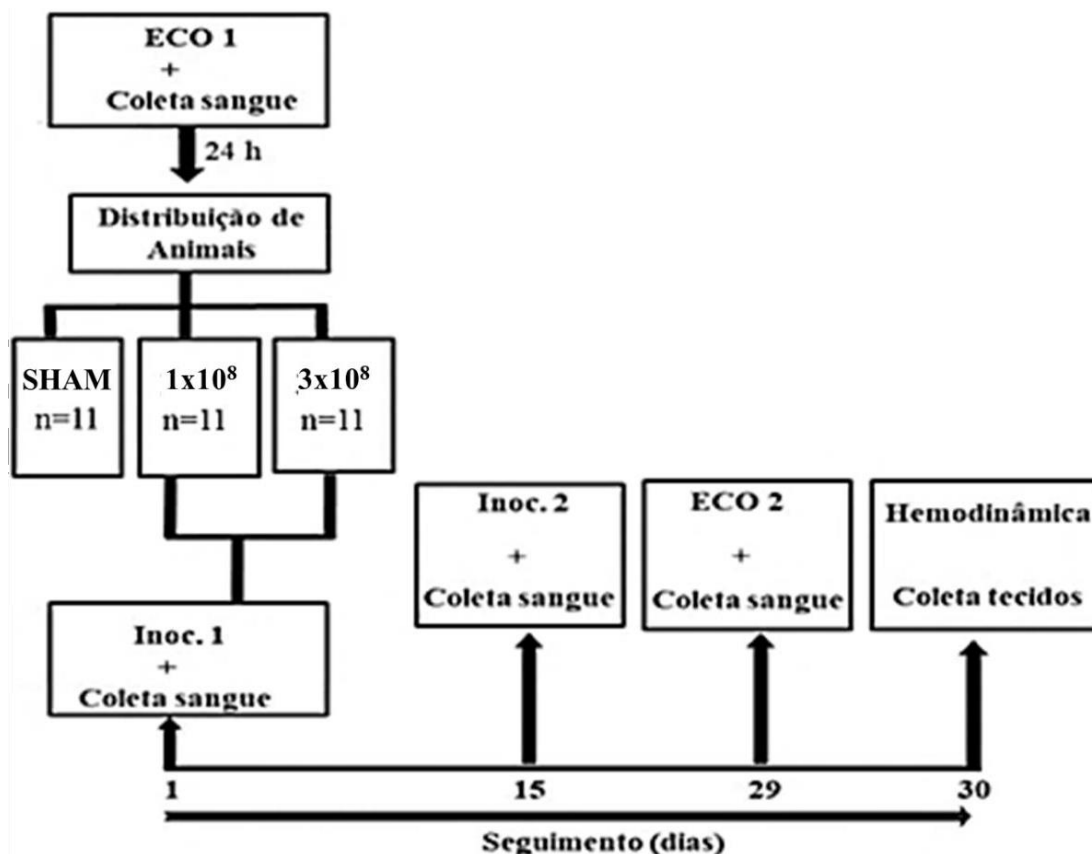 ECO 1
+
Coleta sangue
24 h
Distribuição de
Animais
SHAM
n=11
1x10⁸
n=11
3x10⁸
n=11
Inoc. 1
+
Coleta sangue
Inoc. 2
+
Coleta sangue
ECO 2
+
Coleta sangue
Hemodinâmica
Coleta tecidos
1 15 29 30
Seguimento (dias)